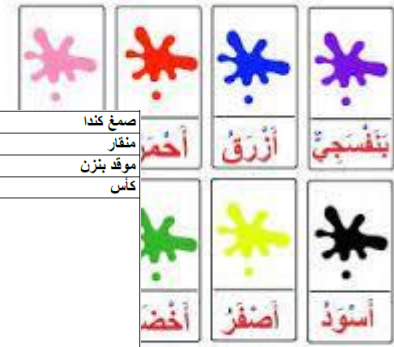 بَنَفْسَجِيٌّ
أَزْرَقُ
أَحْمَر
صمغ كندا
منقار
موقد بنزن
كأس
أَسْوَدُ
أَصْفَرُ